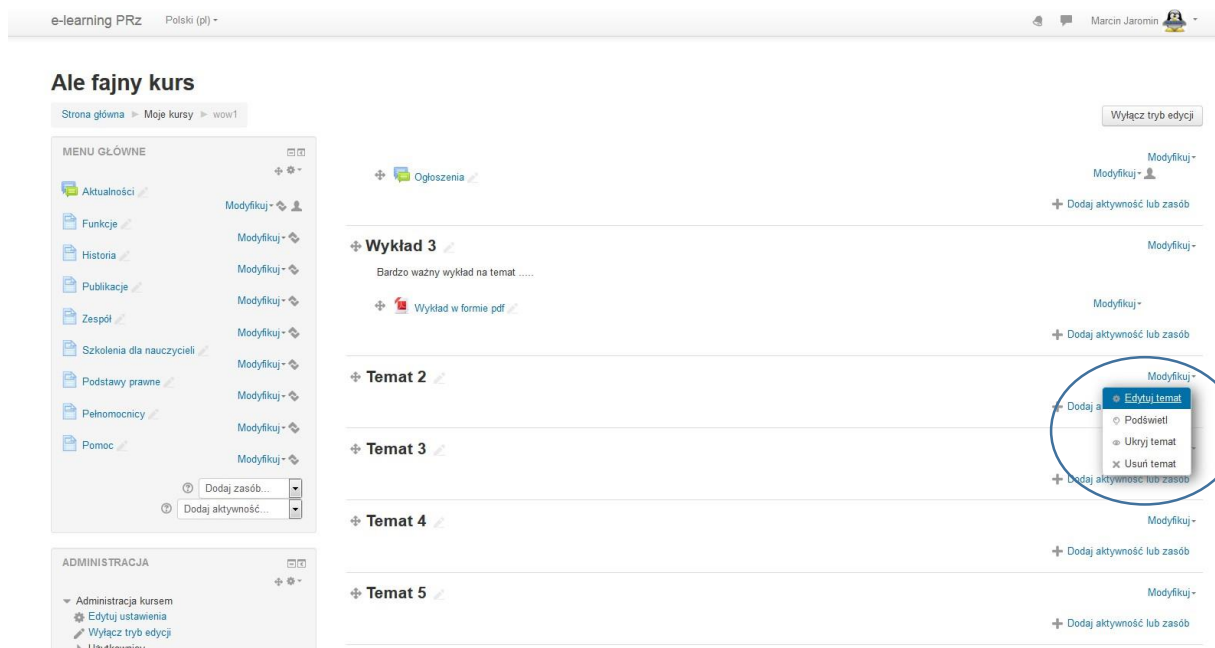 e-learning PRz Polski (pl) Marcin Jaromin
Ale fajny kurs
Strona główna Moje kursy wow1 Wyłącz tryb edycji
MENU GŁÓWNE
Aktualności
Modyfikuj
Funkcje
Modyfikuj
Historia
Modyfikuj
Publikacje
Modyfikuj
Zespół
Modyfikuj
Szkolenia dla nauczycieli
Modyfikuj
Podstawy prawne
Modyfikuj
Pełnomocnicy
Modyfikuj
Pomoc
Modyfikuj
Dodaj zasób...
Dodaj aktywność...
ADMINISTRACJA
Administracja kursem
Edytuj ustawienia
Wyłącz tryb edycji
Użytkownicy
Modyfikuj
Ogłoszenia Modyfikuj
Dodaj aktywność lub zasób
Wykład 3 Modyfikuj
Bardzo ważny wykład na temat .....
Wykład w formie pdf Modyfikuj
Dodaj aktywność lub zasób
Temat 2 Modyfikuj
Edytuj temat
Podświetl
Ukryj temat
Usuń temat
Temat 3
Dodaj aktywność lub zasób
Temat 4 Modyfikuj
Dodaj aktywność lub zasób
Temat 5 Modyfikuj
Dodaj aktywność lub zasób